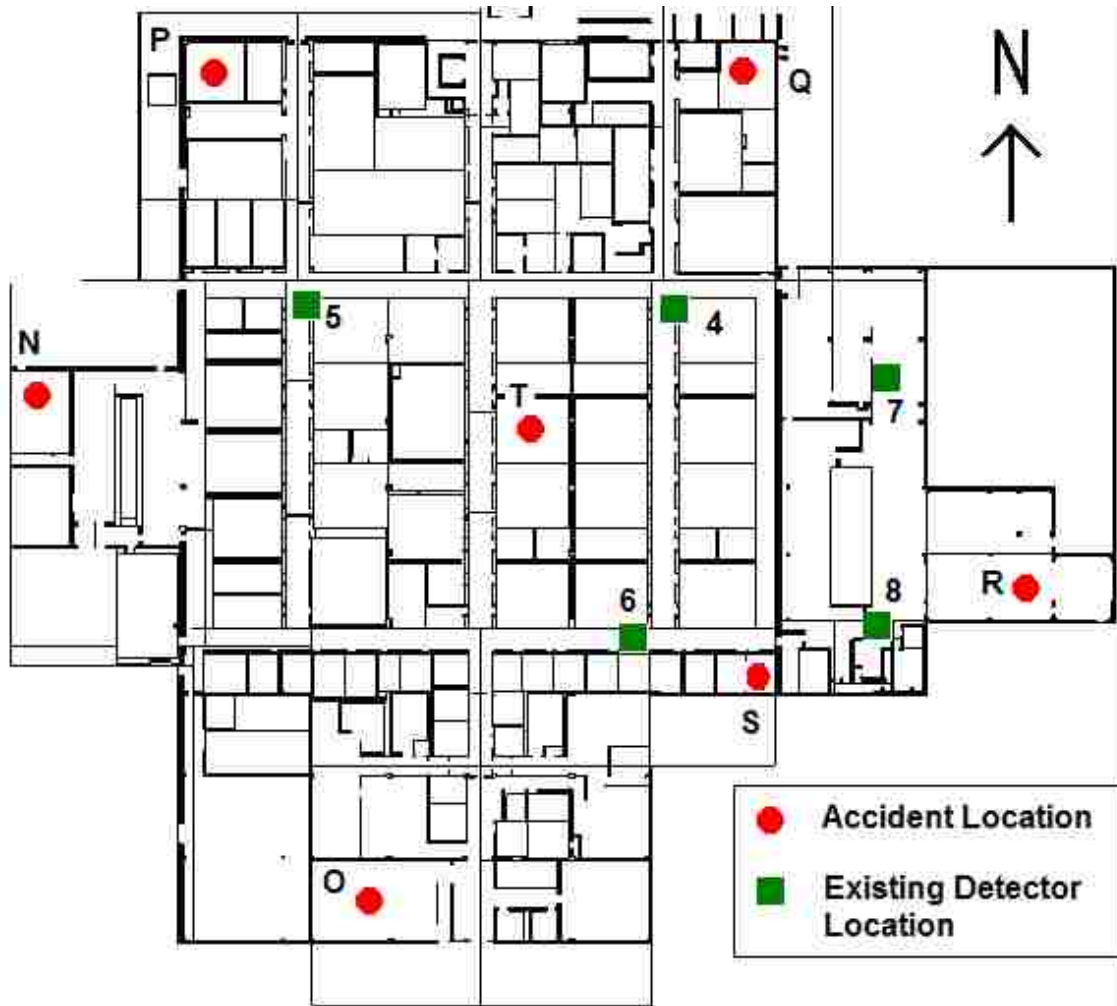 P
N
Q
5
4
N
T
7
6
8
R
S
O
Accident Location
Existing Detector
Location